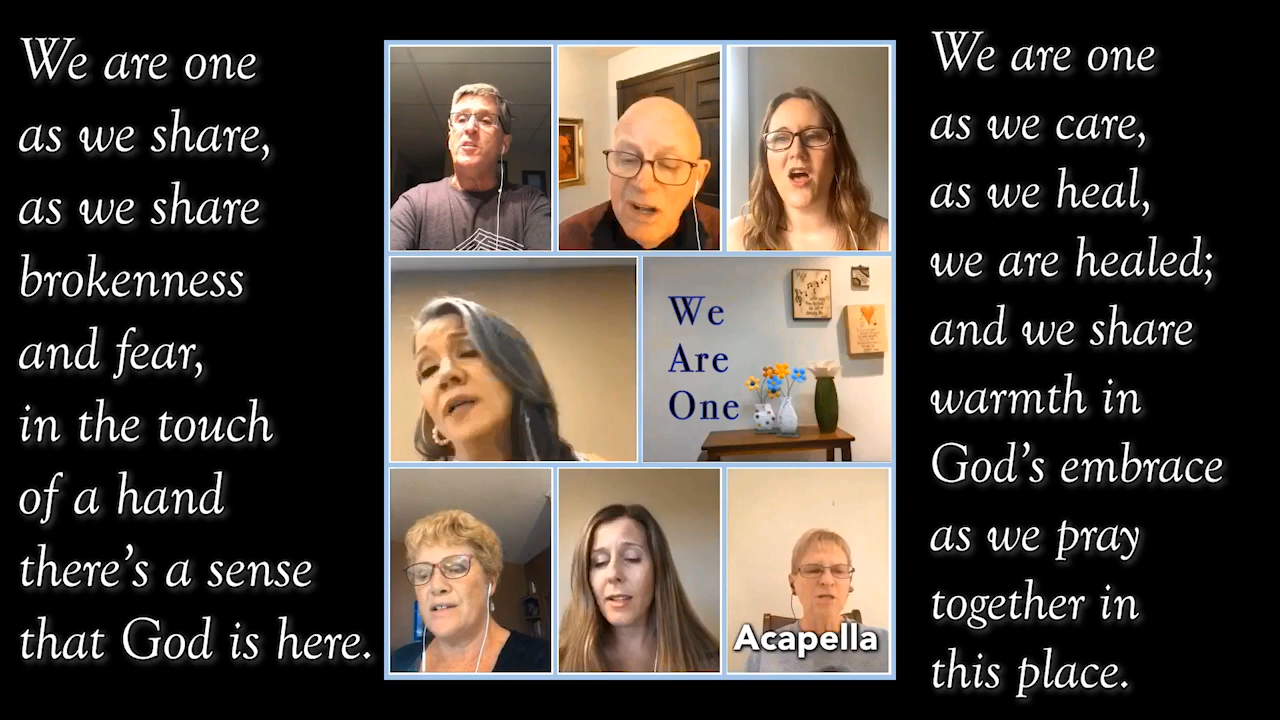 We are one
as we share,
as we share
brokenness
and fear,
in the touch
of a hand
there's a sense
that God is here.
We
Are
One
Acapella
We are one
as we care,
as we heal,
we are healed;
and we share
warmth in
God's embrace
as we pray
together in
this place.